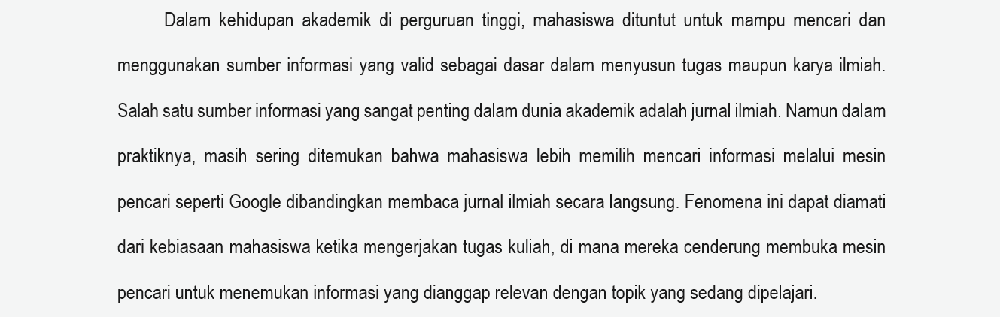 Dalam kehidupan akademik di perguruan tinggi, mahasiswa dituntut untuk mampu mencari dan
menggunakan sumber informasi yang valid sebagai dasar dalam menyusun tugas maupun karya ilmiah.
Salah satu sumber informasi yang sangat penting dalam dunia akademik adalah jurnal ilmiah. Namun dalam
praktiknya, masih sering ditemukan bahwa mahasiswa lebih memilih mencari informasi melalui mesin
pencari seperti Google dibandingkan membaca jurnal ilmiah secara langsung. Fenomena ini dapat diamati
dari kebiasaan mahasiswa ketika mengerjakan tugas kuliah, di mana mereka cenderung membuka mesin
pencari untuk menemukan informasi yang dianggap relevan dengan topik yang sedang dipelajari.